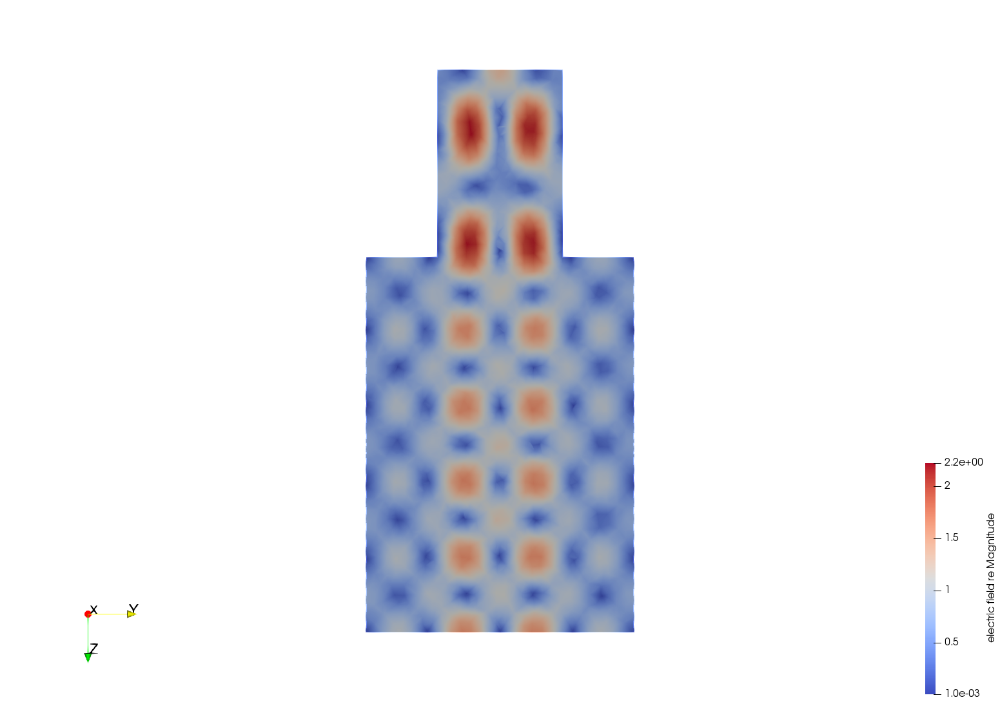 2.2e+00
2
1.5
1
0.5
1.0e-03
electric field re Magnitude
X
Y
Z